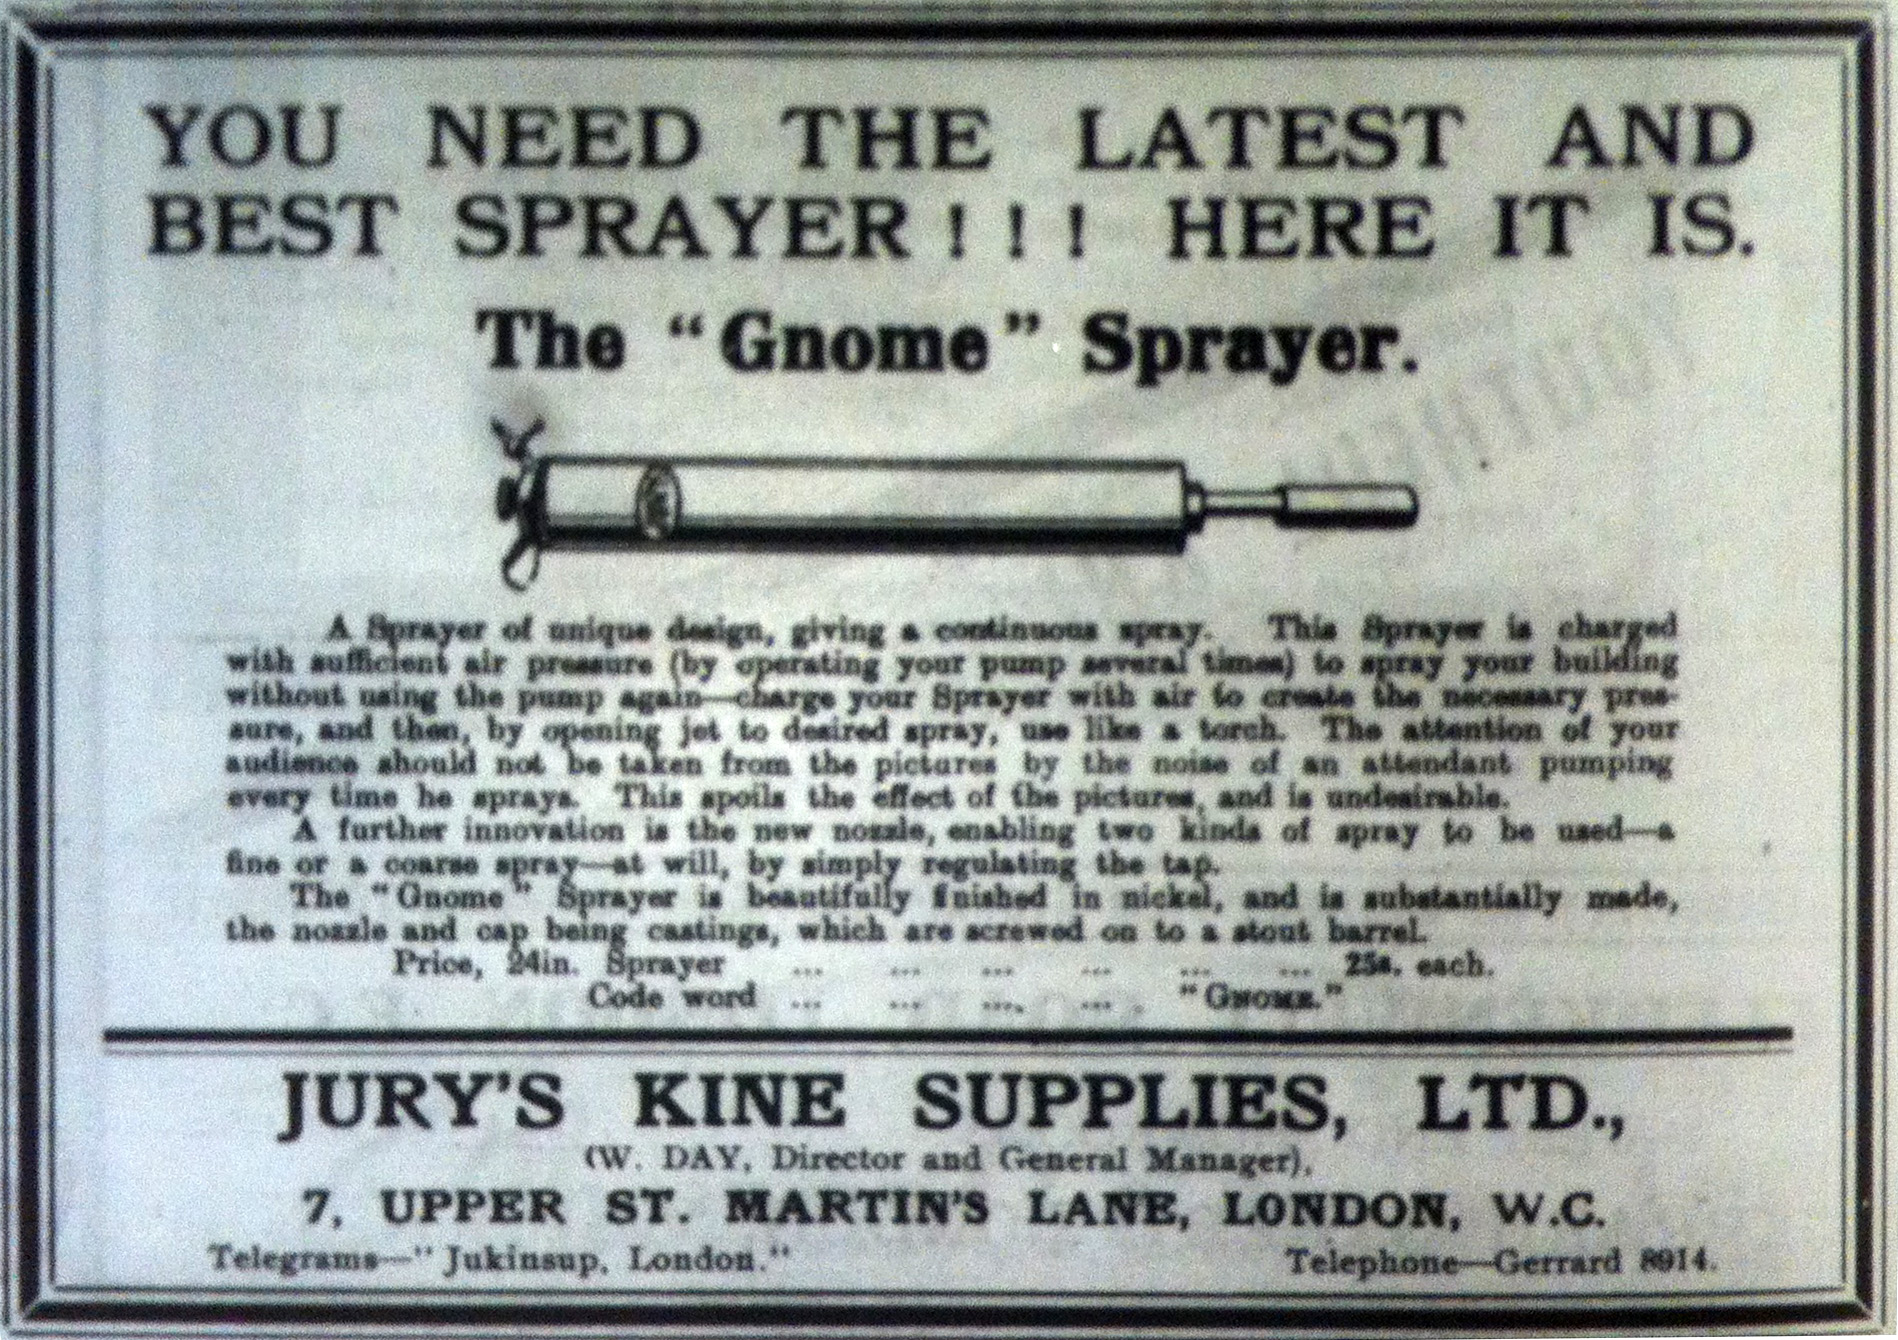 YOU NEED THE LATEST AND
BEST SPRAYER!!! HERE IT IS.
The "Gnome" Sprayer.
A Sprayer of unique design, giving a continuous spray. This Sprayer is charged
with sufficient air pressure (by operating your pump several times) to spray your building
without using the pump again—charge your Sprayer with air to create the necessary pres-
sure, and then, by opening jet to desired spray, use like a torch. The attention of your
audience should not be taken from the pictures by the noise of an attendant pumping
every time he sprays. This spoils the effect of the pictures, and is undesirable.
A further innovation is the new nozzle, enabling two kinds of spray to be used—a
fine or a coarse spray—at will, by simply regulating the tap.
The "Gnome" Sprayer is beautifully finished in nickel, and is substantially made,
the nozzle and cap being castings, which are screwed on to a stout barrel.
Price, 24in. Sprayer ... ... ... ... ... ... 25s. each.
Code word ... ... ... ... "GNOME."
JURY'S KINE SUPPLIES, LTD.,
(W. DAY, Director and General Manager).
7, UPPER ST. MARTIN'S LANE, LONDON, W.C.
Telegrams—"Jukinsup, London." Telephone—Gerrard 8914.